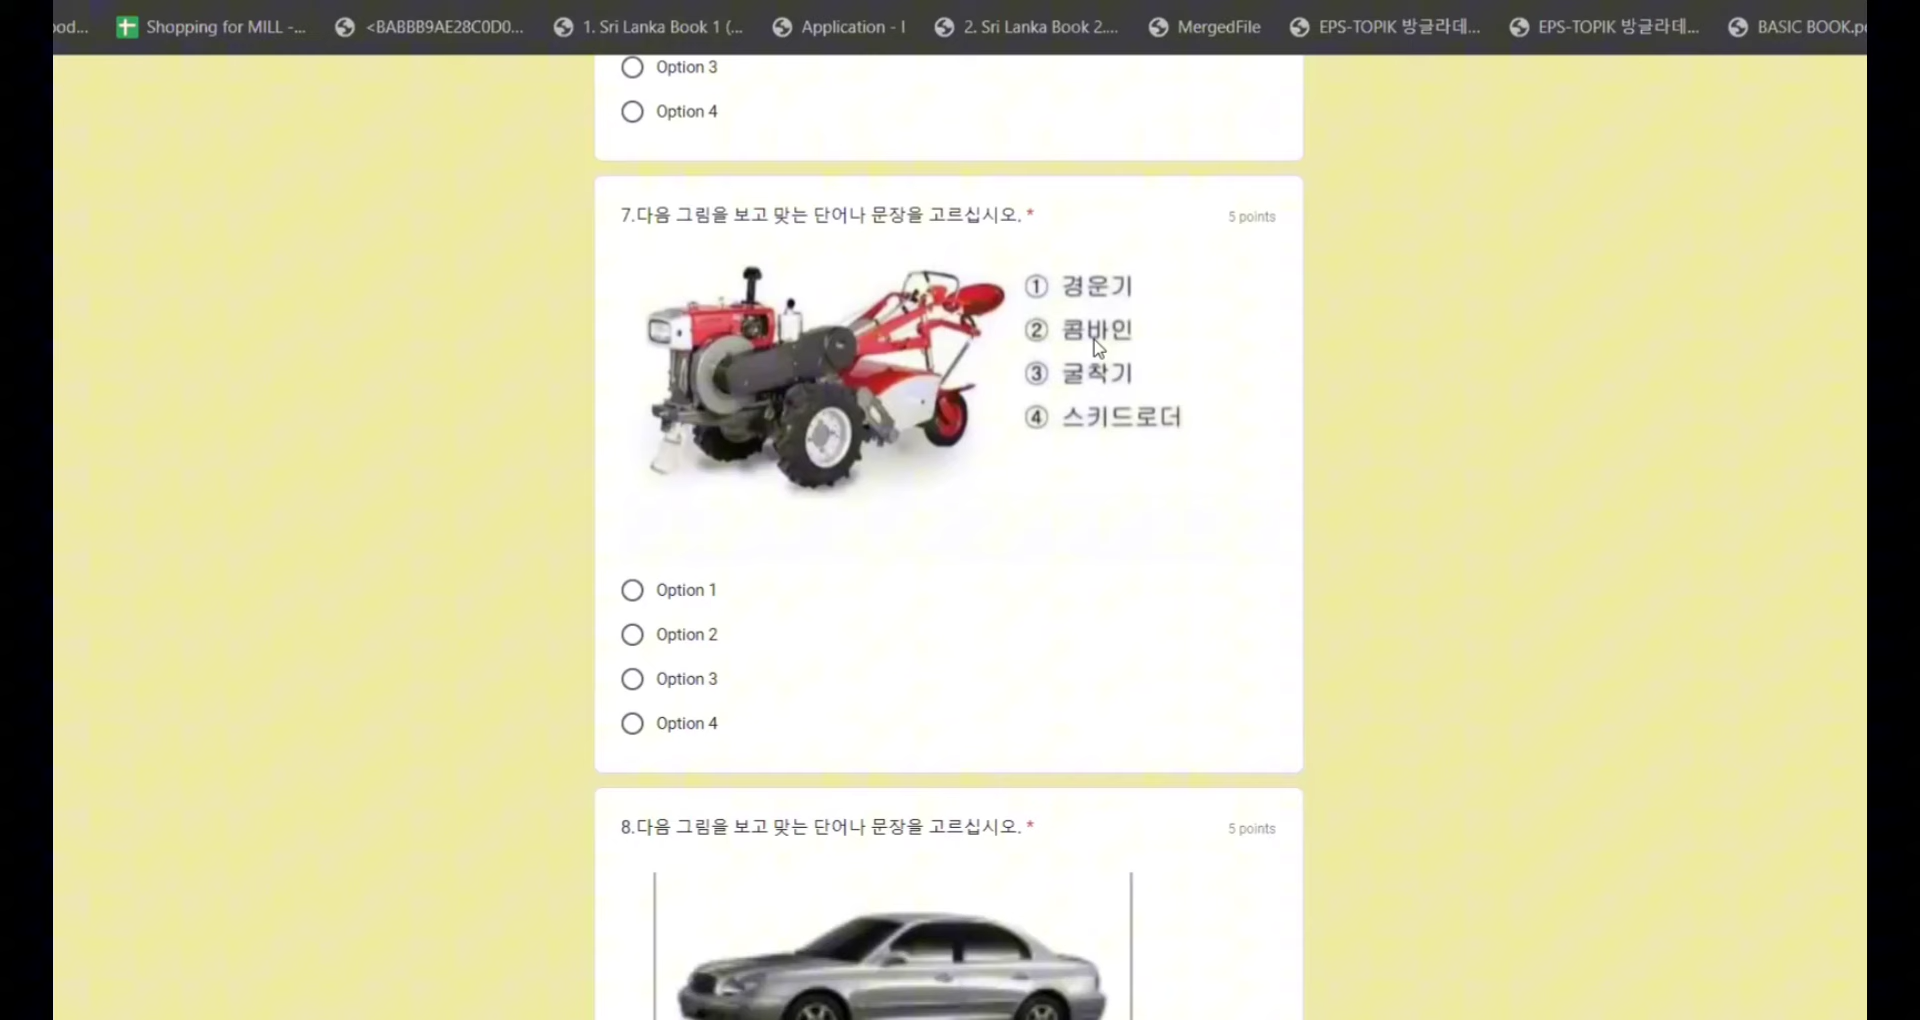 ood...
Shopping for MILL -...
<BABBB9AE28C0D0...
1. Sri Lanka Book 1 (...
Application - I
2. Sri Lanka Book 2....
MergedFile
EPS-TOPIK 방글라데...
EPS-TOPIK 방글라데...
BASIC BOOK.p
Option 3
Option 4
7.다음 그림을 보고 맞는 단어나 문장을 고르십시오. *
5 points
① 경운기
② 콤바인
③ 굴착기
④ 스키드로더
Option 1
Option 2
Option 3
Option 4
8.다음 그림을 보고 맞는 단어나 문장을 고르십시오. *
5 points